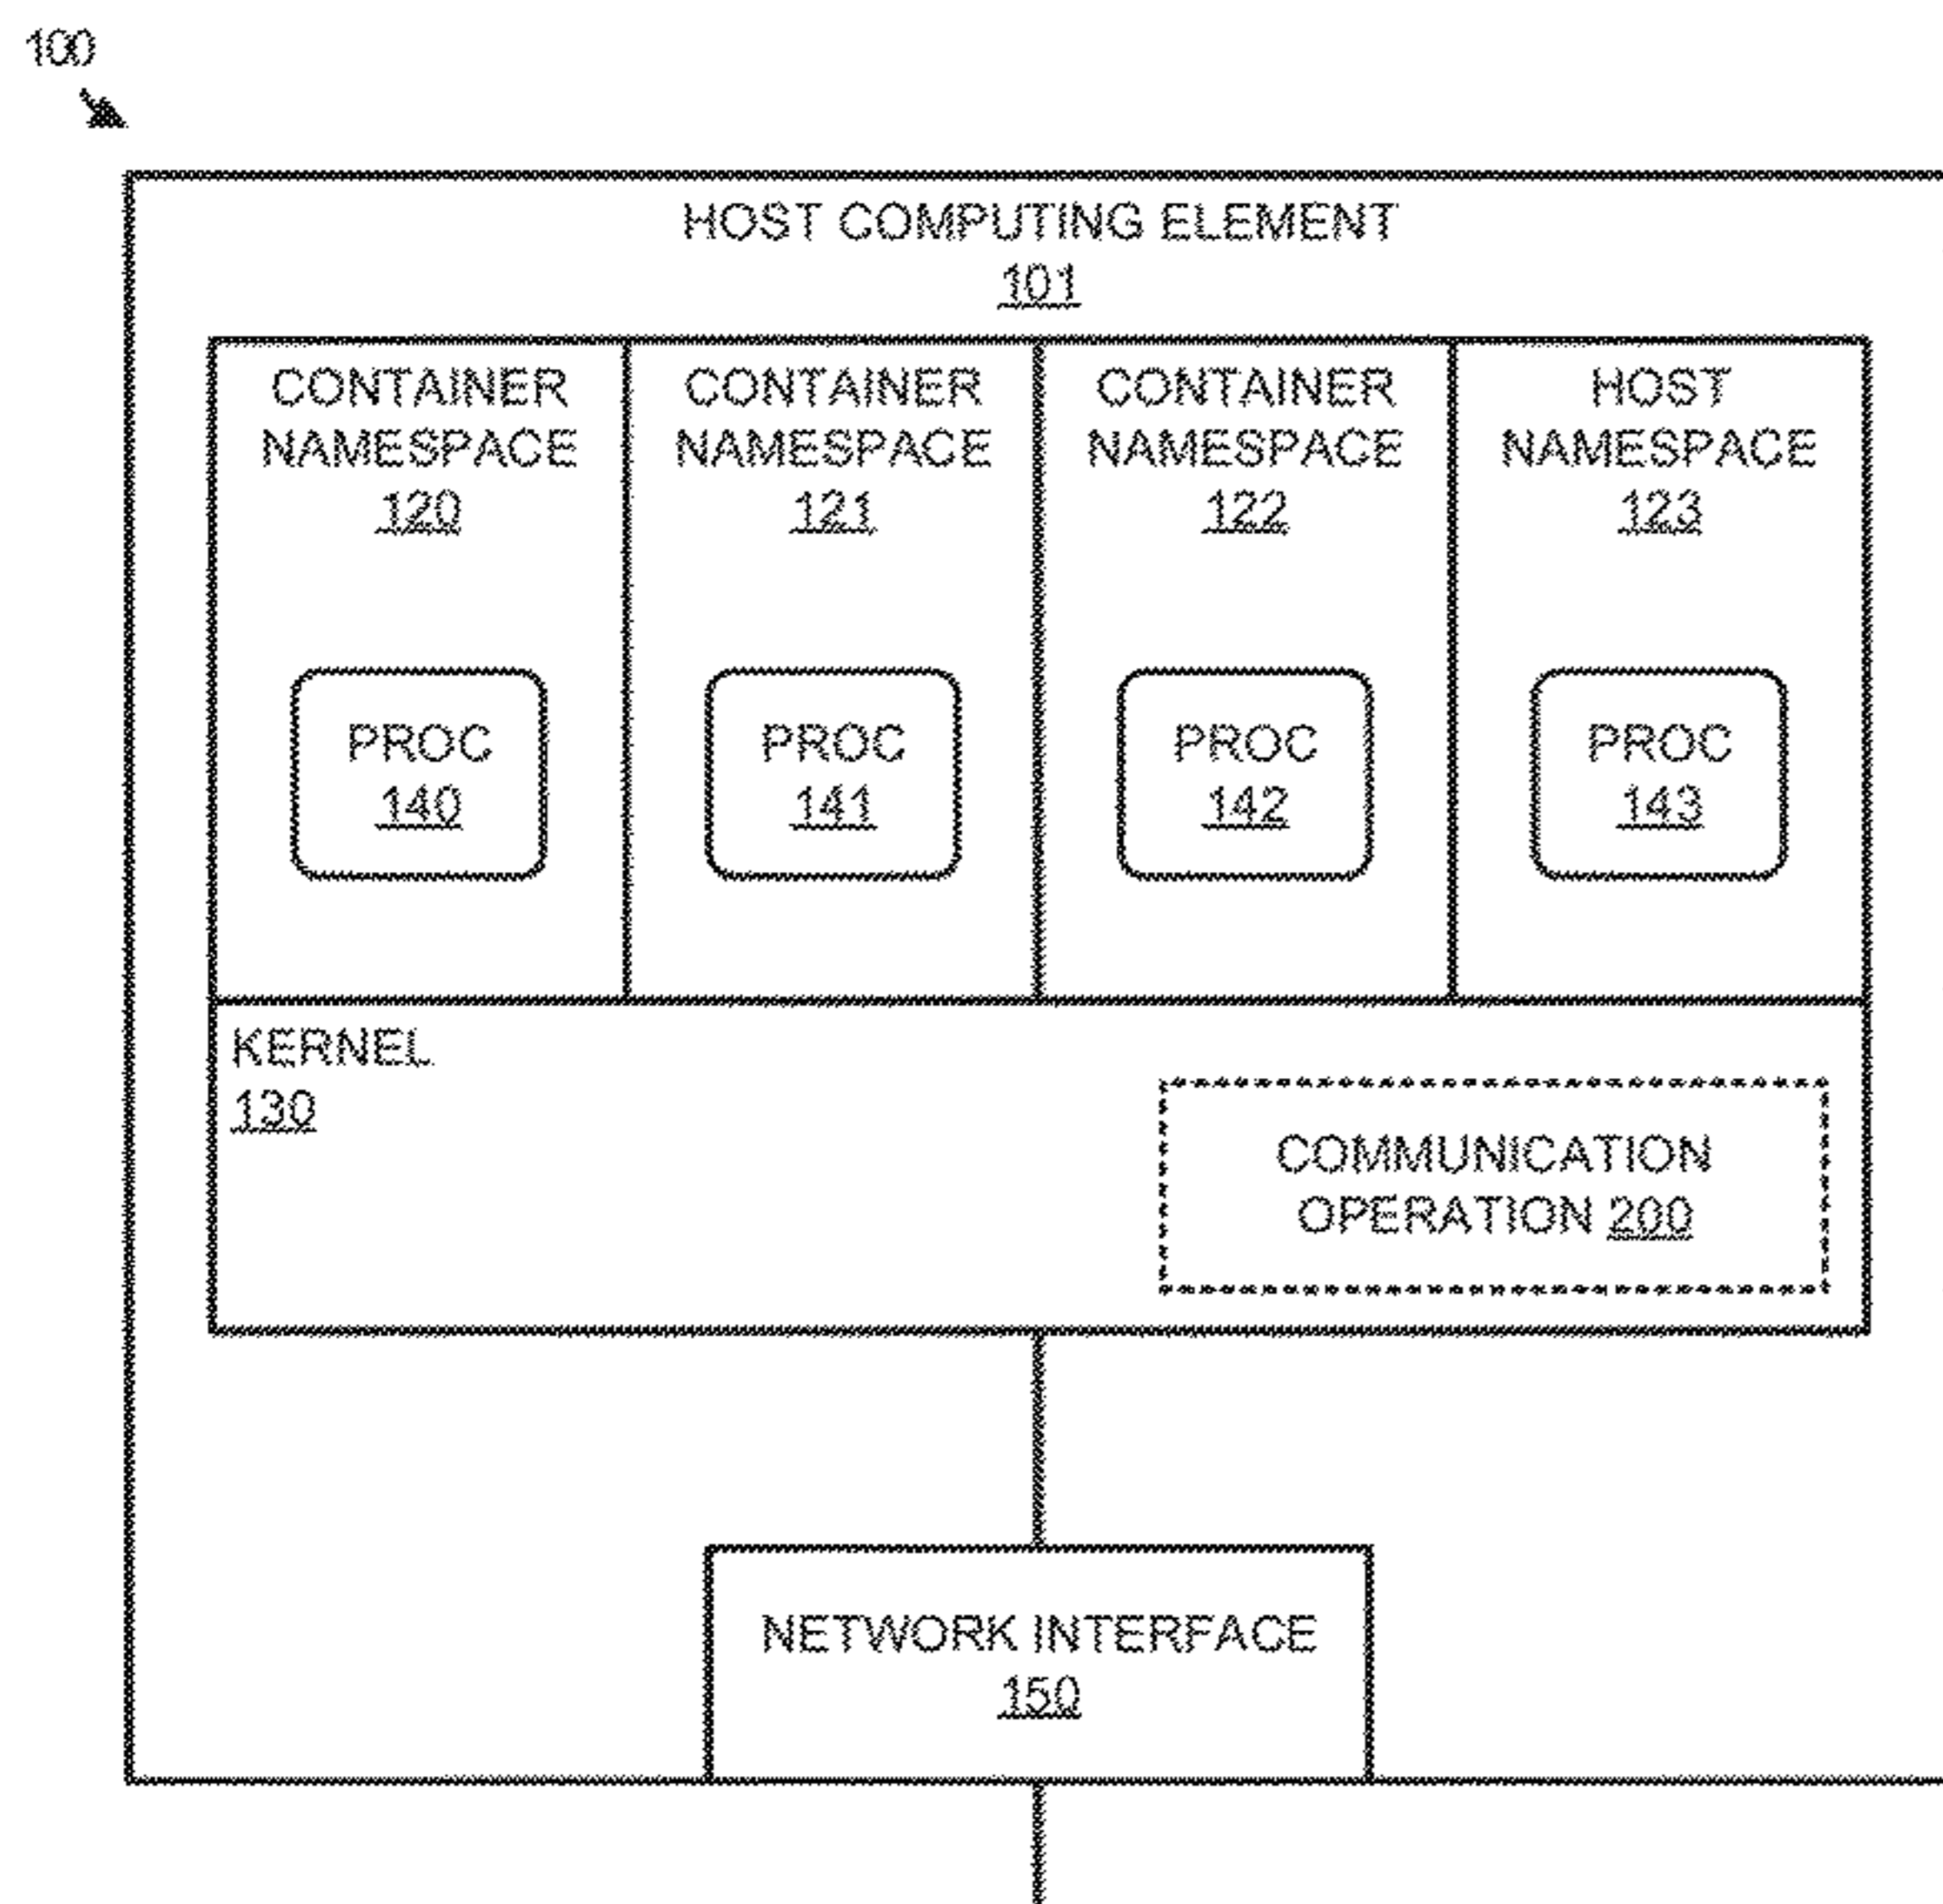 100
HOST COMPUTING ELEMENT
101
CONTAINER
NAMESPACE
120
CONTAINER
NAMESPACE
121
CONTAINER
NAMESPACE
122
HOST
NAMESPACE
123
PROC
140
PROC
141
PROC
142
PROC
143
KERNEL
130
COMMUNICATION
OPERATION 200
NETWORK INTERFACE
150